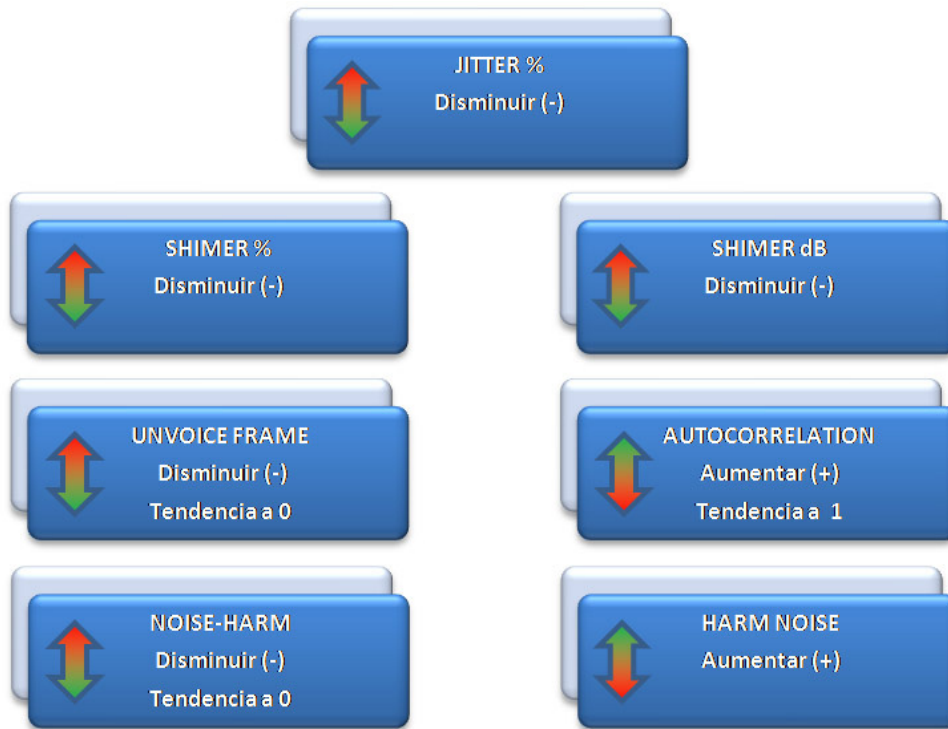 JITTER %
Disminuir (-)
SHIMER %
Disminuir (-)
SHIMER dB
Disminuir (-)
UNVOICE FRAME
Disminuir (-)
Tendencia a 0
AUTOCORRELATION
Aumentar (+)
Tendencia a 1
NOISE-HARM
Disminuir (-)
Tendencia a 0
HARM NOISE
Aumentar (+)